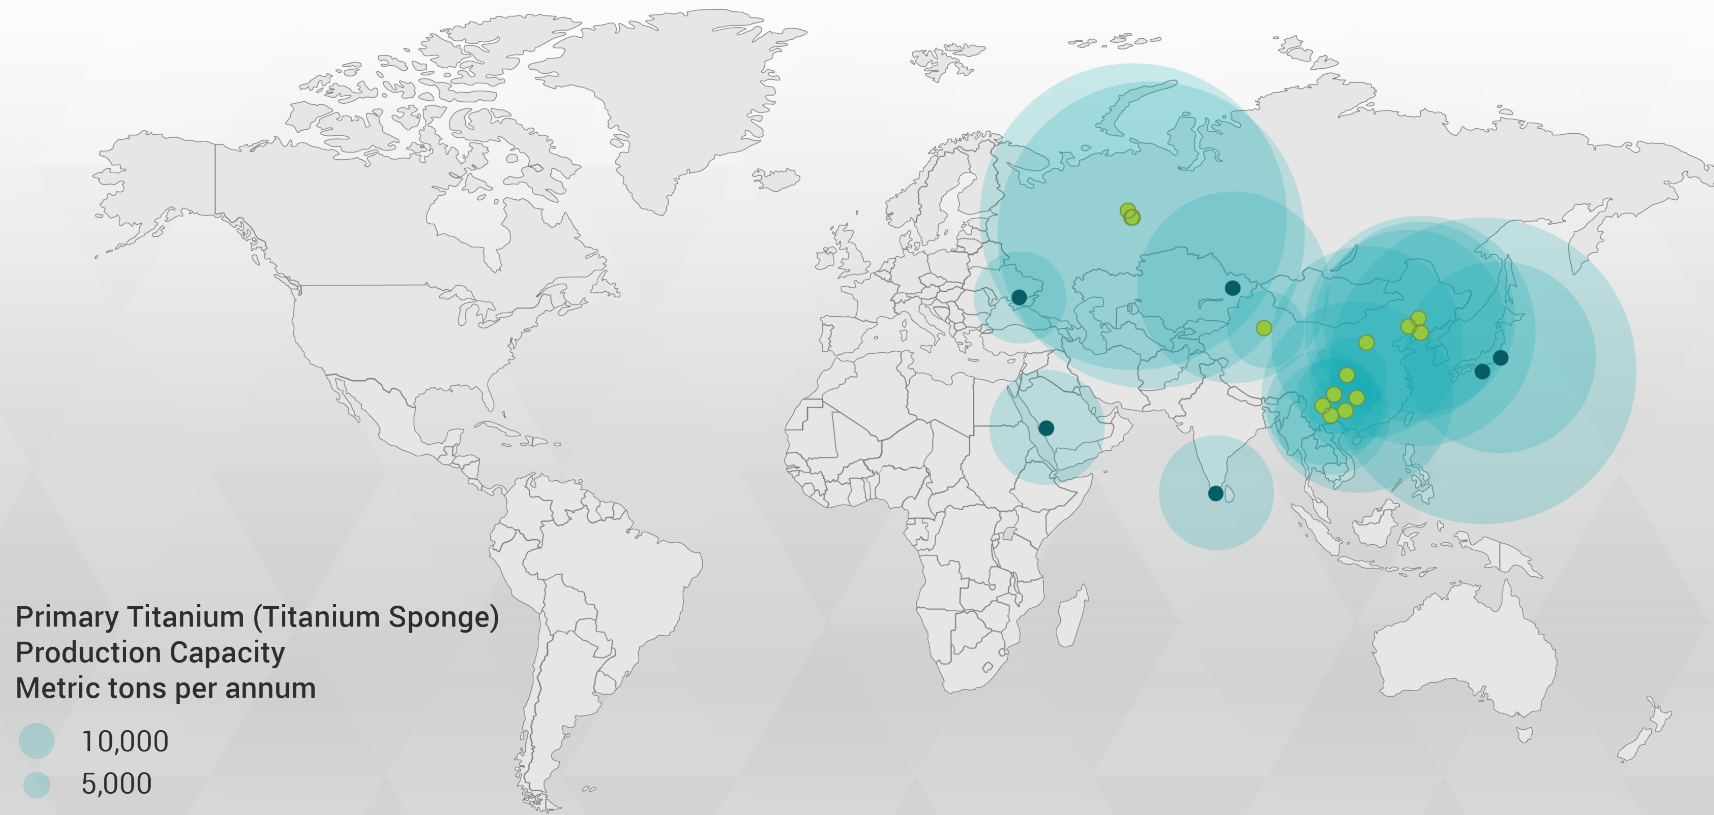 Primary Titanium (Titanium Sponge)
Production Capacity
Metric tons per annum
10,000
5,000